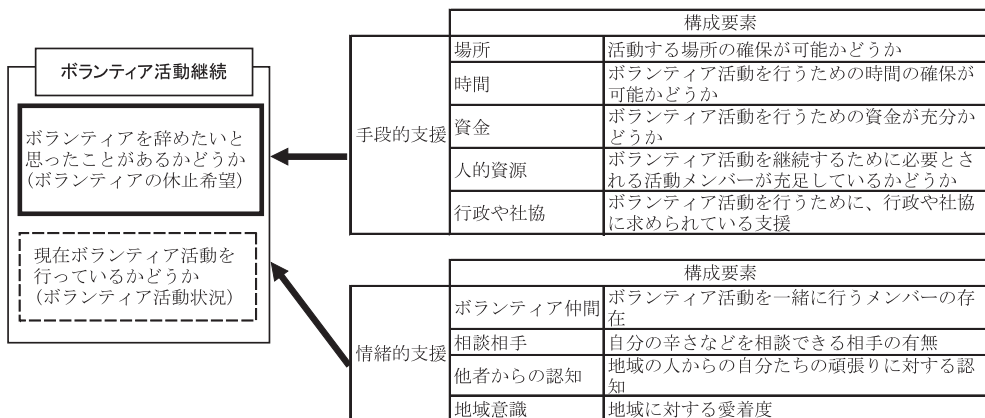 ボランティア活動継続
ボランティアを辞めたいと
思ったことがあるかどうか
(ボランティアの休止希望)
現在ボランティア活動を
行っているかどうか
(ボランティア活動状況)
手段的支援
構成要素
場所 活動する場所の確保が可能かどうか
時間 ボランティア活動を行うための時間の確保が
可能かどうか
資金 ボランティア活動を行うための資金が充分か
どうか
人的資源 ボランティア活動を継続するために必要とさ
れる活動メンバーが充足しているかどうか
行政や社協 ボランティア活動を行うために、行政や社協
に求められている支援
情緒的支援
構成要素
ボランティア仲間 ボランティア活動を一緒に行うメンバーの存
在
相談相手 自分の辛さなどを相談できる相手の有無
他者からの認知 地域の人からの自分たちの頑張りに対する認
知
地域意識 地域に対する愛着度